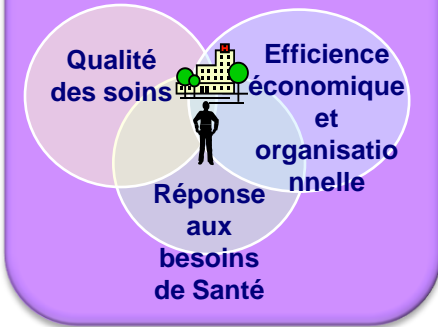 Qualité
des soins
Efficience
économique
et
organisatio
nnelle
Réponse
aux
besoins
de Santé